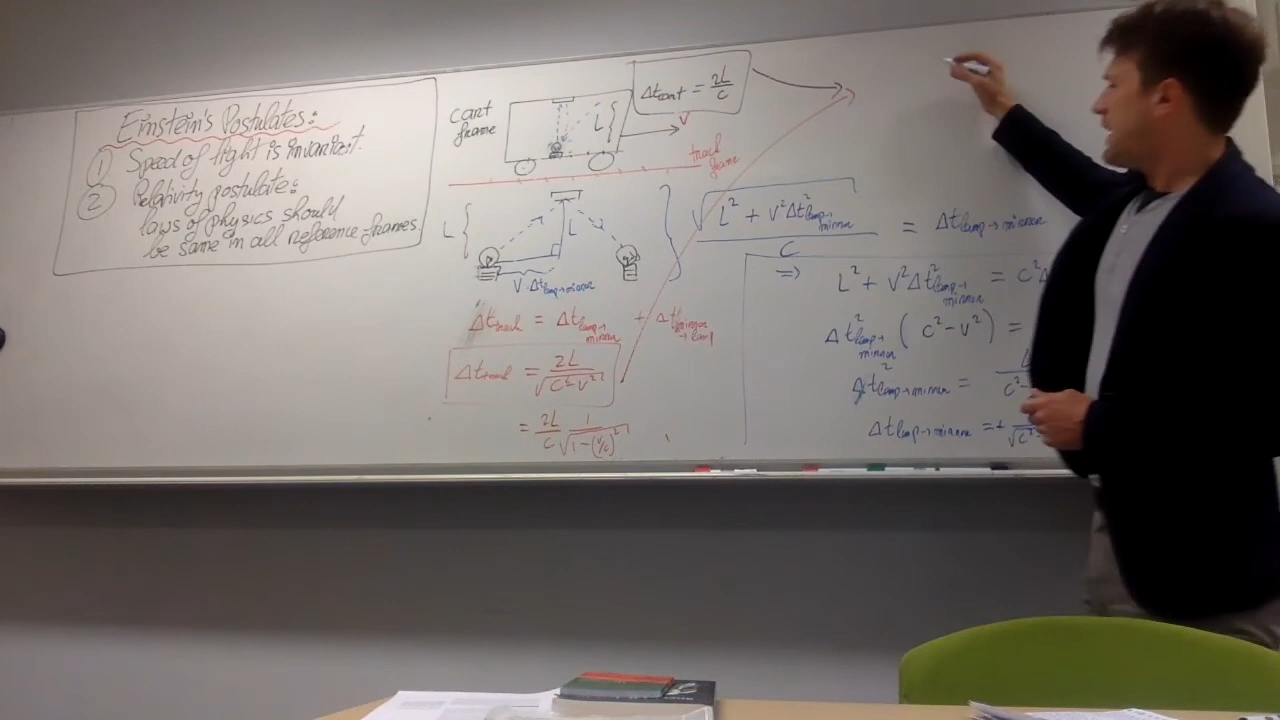 Einstein's Postulates:
① Speed of light is invariant.
② Relativity postulate:
laws of physics should
be same in all reference-frames.
cart
frame
L
Δt_cart = 2L/c
v
track
frame
L
L
V·Δt_lamp→mirror
Δt_track = Δt_lamp→mirror + Δt_mirror→lamp
Δt_track = 2L/√(c²-v²)
= 2L/c 1/√(1-(v/c)²)
√(L² + v²Δt²_lamp→mirror)/c = Δt_lamp→mirror
⇒ L² + v²Δt²_lamp→mirror = c²Δ
Δt²_lamp→mirror (c²-v²) =
Δt²_lamp→mirror =
c²-
Δt_lamp→mirror = +
√c²-